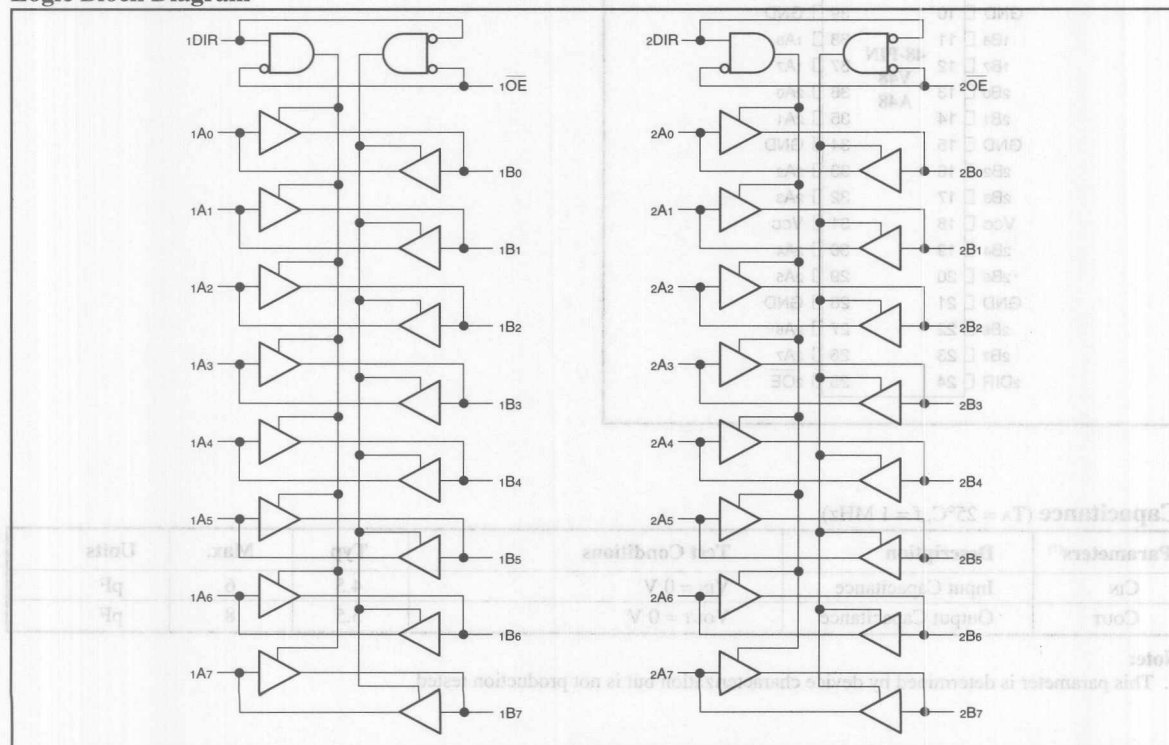 Logic Block Diagram
1DIR
1OE
1A0
1B0
1A1
1B1
1A2
1B2
1A3
1B3
1A4
1B4
1A5
1B5
1A6
1B6
1A7
1B7
2DIR
2OE
2A0
2B0
2A1
2B1
2A2
2B2
2A3
2B3
2A4
2B4
2A5
2B5
2A6
2B6
2A7
2B7
Capacitance (TA = 25°C, f = 1 MHz)
Parameters Description Test Conditions Typ Max. Units
CIN Input Capacitance VIN = 0 V 4.5 6 pF
COUT Output Capacitance VOUT = 0 V 5.5 8 pF
Note:
This parameter is determined by device characterization but is not production tested.